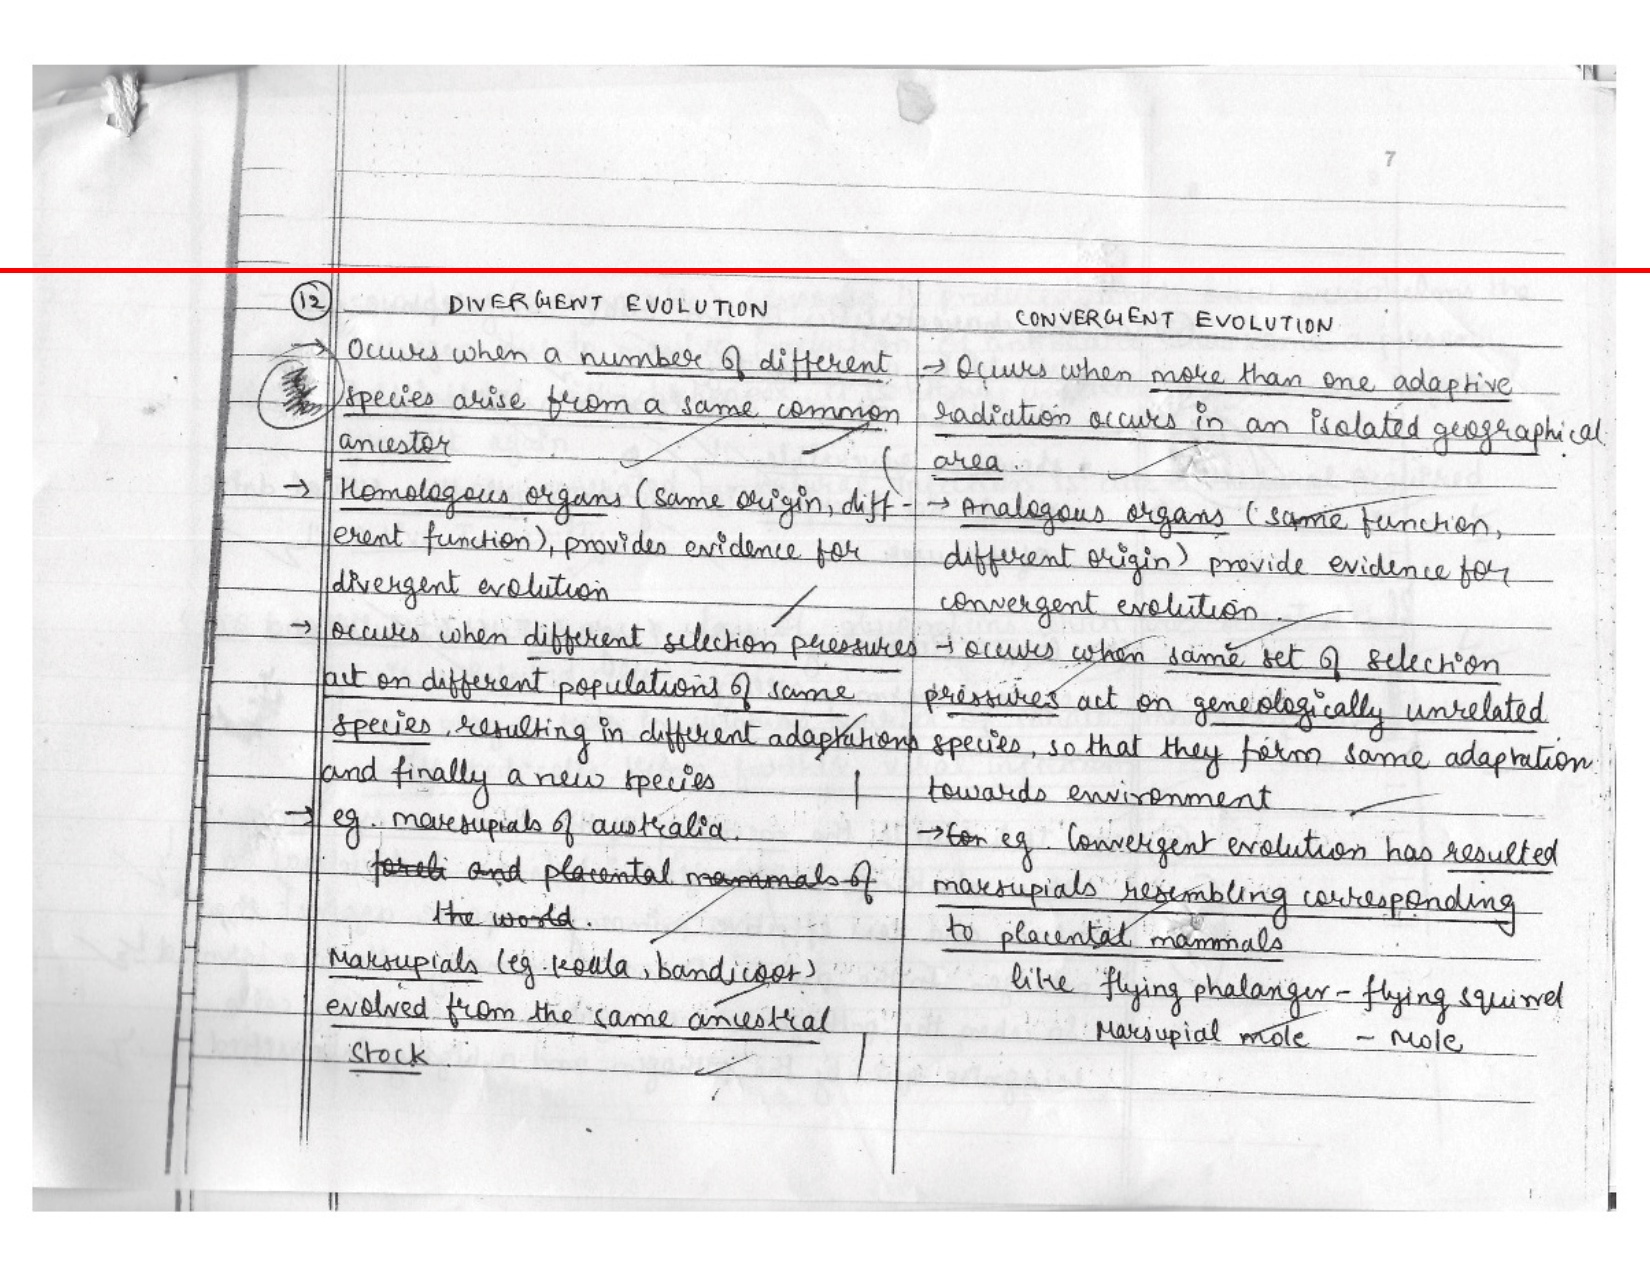 7
12 DIVERGENT EVOLUTION
→ Occurs when a number of different
species arise from a same common
ancestor
→ Homologous organs (same origin, diff-
erent function), provides evidence for
divergent evolution
→ occurs when different selection pressures
act on different populations of same
species, resulting in different adaptations
and finally a new species
→ eg. marsupials of australia.
and placental mammals of
the world.
Marsupials (eg. Koala, bandicoot)
evolved from the same ancestral
stock
CONVERGENT EVOLUTION
→ Occurs when more than one adaptive
radiation occurs in an isolated geographical
area.
→ Analogous organs (same function,
different origin) provide evidence for
convergent evolution.
→ occurs when same set of selection
pressures act on geneologically unrelated
species, so that they form same adaptation
towards environment
→ for eg. Convergent evolution has resulted
marsupials resembling corresponding
to placental mammals
like flying phalanger - flying squirrel
Marsupial mole - Mole